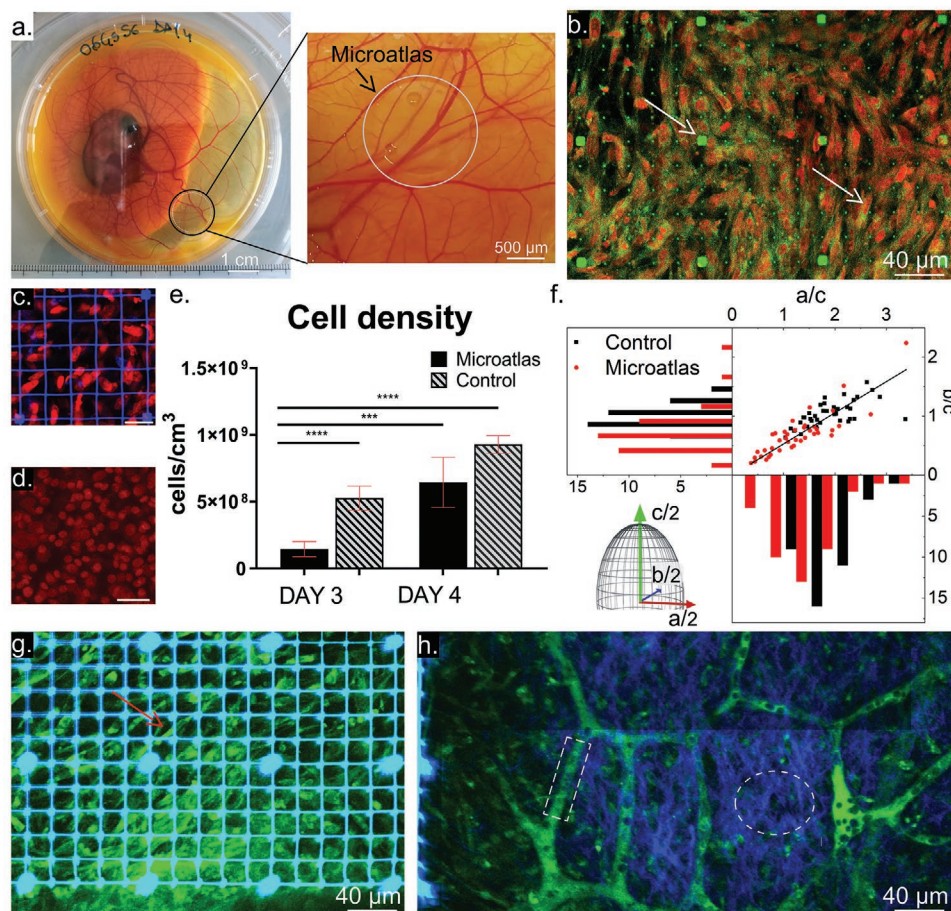 a.
OGG556 DAY4
1 cm
Microatlas
500 µm
b.
40 µm
c.
d.
e.
Cell density
Microatlas
Control
1.5×10⁹
1×10⁹
5×10⁸
0
cells/cm³
****
***
****
DAY 3 DAY 4
f.
a/c
0 1 2 3
Control
Microatlas
2
1
0
a/b
15 10 5 0
5
10
15
c/2
b/2
a/2
g.
40 µm
h.
40 µm